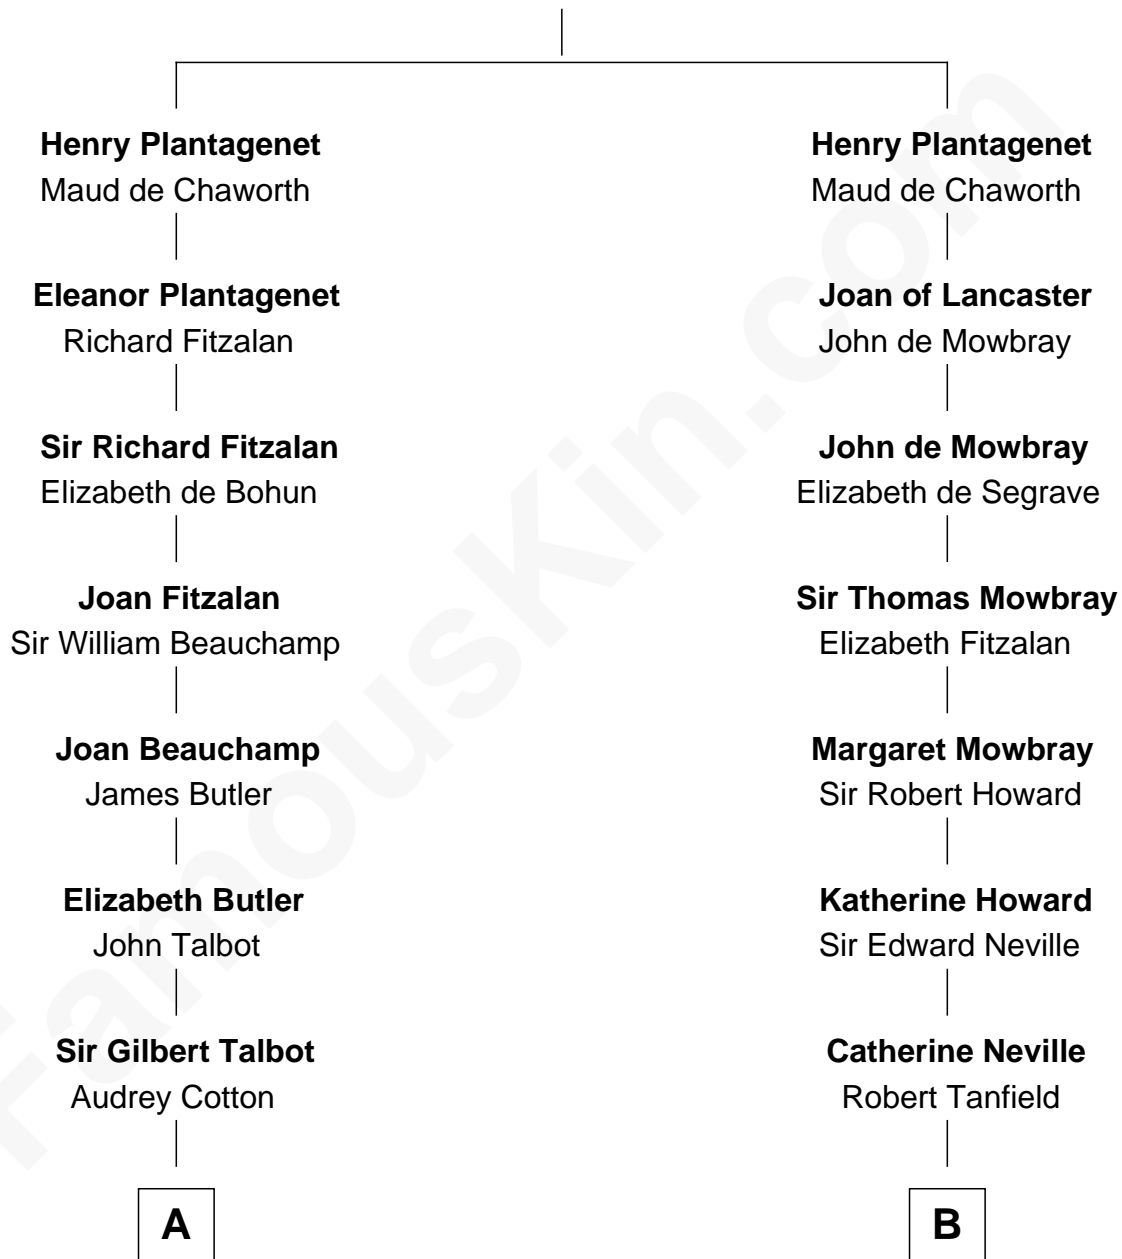 Henry Plantagenet
Maud de Chaworth
Eleanor Plantagenet
Richard Fitzalan
Sir Richard Fitzalan
Elizabeth de Bohun
Joan Fitzalan
Sir William Beauchamp
Joan Beauchamp
James Butler
Elizabeth Butler
John Talbot
Sir Gilbert Talbot
Audrey Cotton
A
Henry Plantagenet
Maud de Chaworth
Joan of Lancaster
John de Mowbray
John de Mowbray
Elizabeth de Segrave
Sir Thomas Mowbray
Elizabeth Fitzalan
Margaret Mowbray
Sir Robert Howard
Katherine Howard
Sir Edward Neville
Catherine Neville
Robert Tanfield
B
FamousKin.com